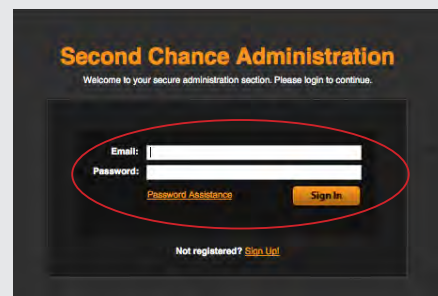 Second Chance Administration
Welcome to your secure administration section. Please login to continue.
Email:
Password:
Password Assistance
Sign In
Not registered? Sign Up!